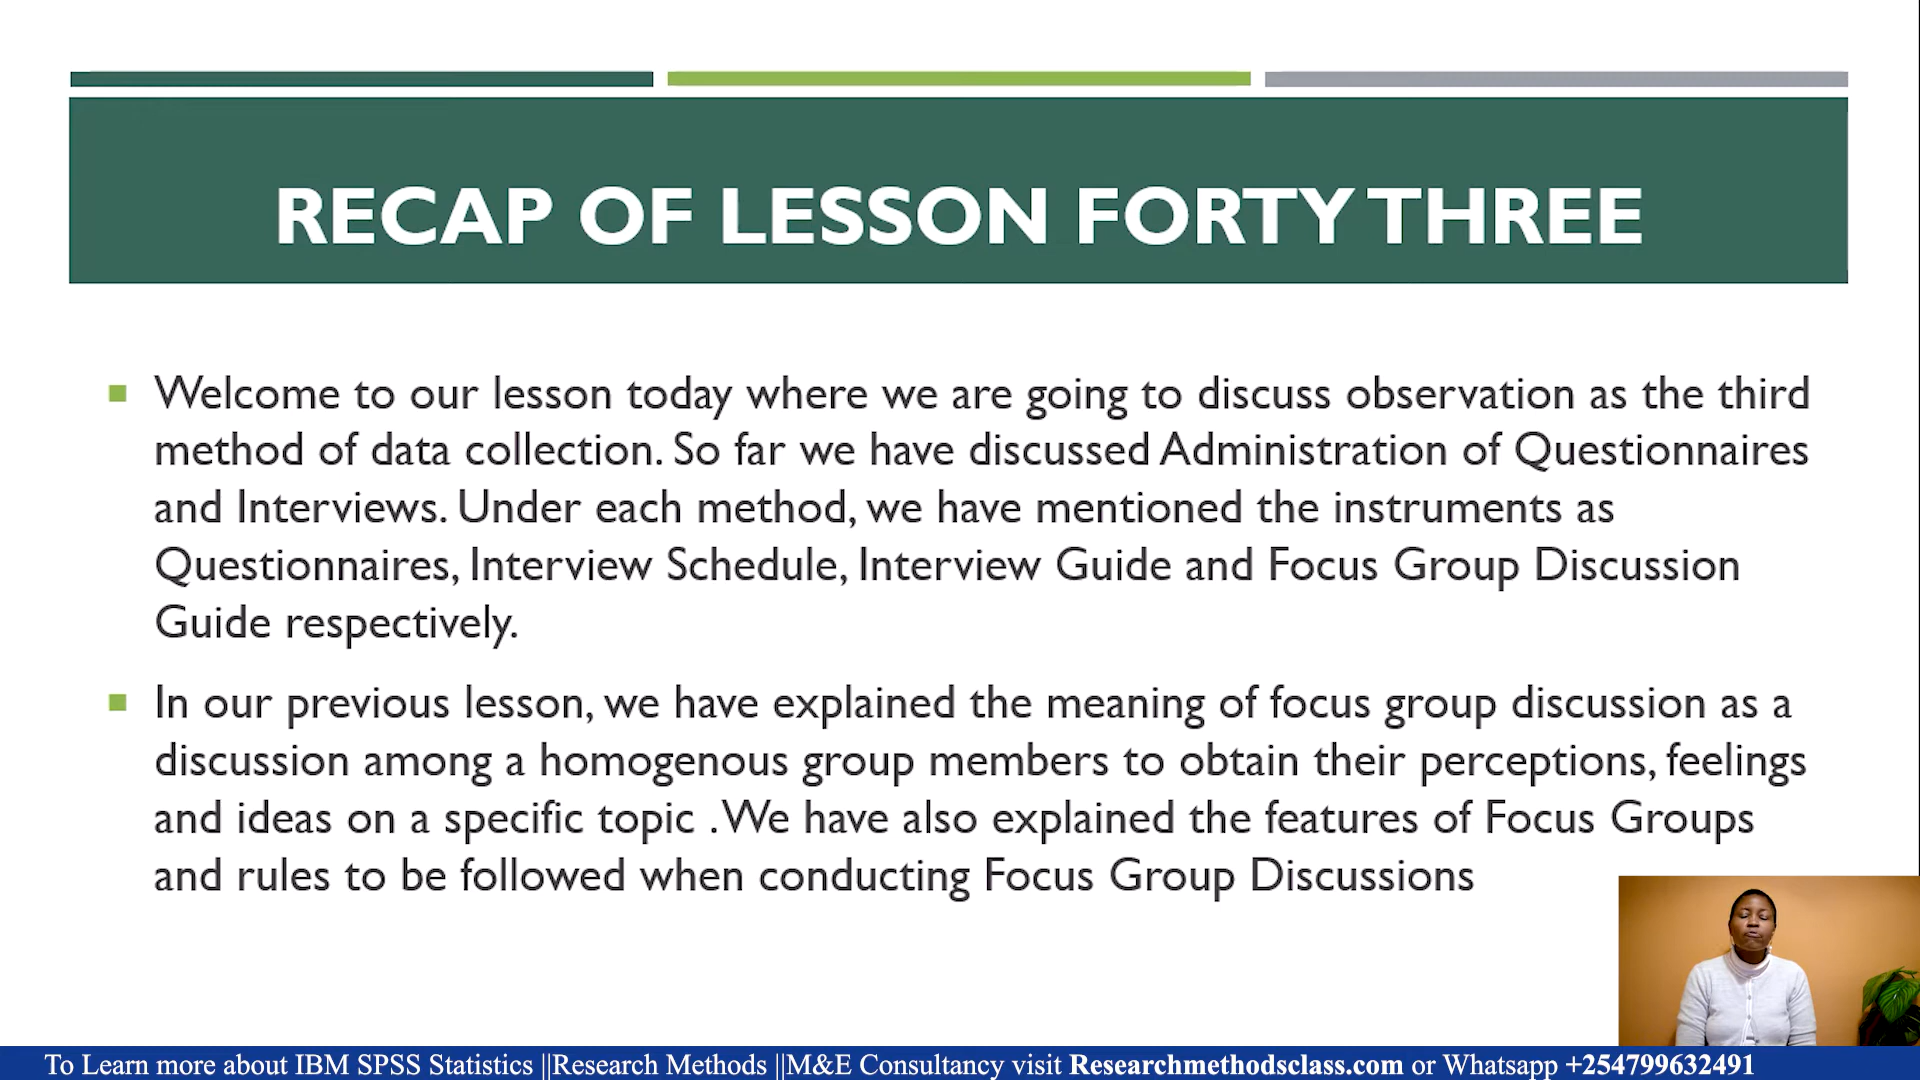 RECAP OF LESSON FORTY THREE
Welcome to our lesson today where we are going to discuss observation as the third
method of data collection. So far we have discussed Administration of Questionnaires
and Interviews. Under each method, we have mentioned the instruments as
Questionnaires, Interview Schedule, Interview Guide and Focus Group Discussion
Guide respectively.
In our previous lesson, we have explained the meaning of focus group discussion as a
discussion among a homogenous group members to obtain their perceptions, feelings
and ideas on a specific topic . We have also explained the features of Focus Groups
and rules to be followed when conducting Focus Group Discussions
To Learn more about IBM SPSS Statistics ||Research Methods ||M&E Consultancy visit Researchmethodsclass.com or Whatsapp +254799632491